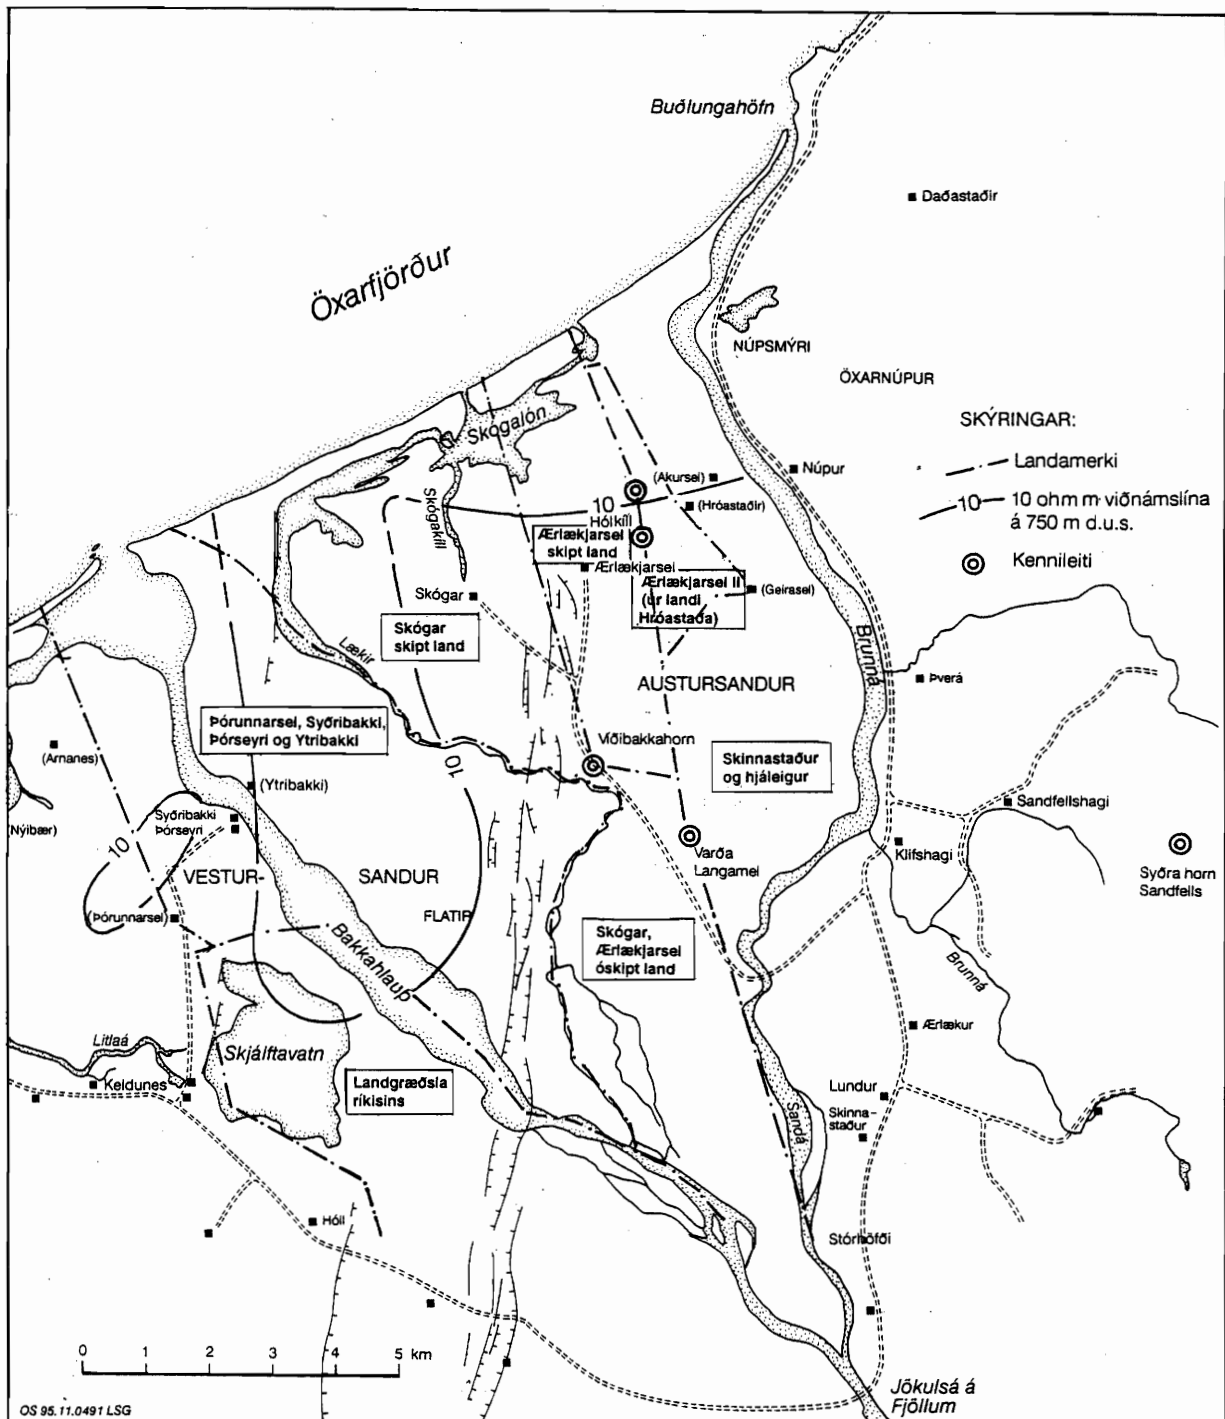 Buðlungahöfn
Daðastaðir
Öxarfjörður
NÚPSMÝRI
ÖXARNÚPUR
SKÝRINGAR:
Landamerki
10 10 ohm m viðnámslína
á 750 m d.u.s.
Kennileiti
Skógalón
Núpur
(Akursel)
10
(Hróastaðir)
Skógakíll
Hólkíll
Ærlækjarsel
skipt land
Ærlækjarsel
Ærlækjarsel II
(úr landi
Hróastaða)
(Geirasel)
Skógar
Skógar
skipt land
Lækir
Brunná
Þverá
AUSTURSANDUR
Þórunnarsel, Syðribakki,
Þórseyri og Ytribakki
Víðibakkahorn
Skinnastaður
og hjáleigur
(Arnanes)
10
(Ytribakki)
Sandfellshagi
(Nýibær)
Syðribakki
Þórseyri
10
Klifshagi
Varða
Langamel
Syðra horn
Sandfells
VESTUR-
SANDUR
FLATIR
(Þórunnarsel)
Skógar,
Ærlækjarsel
óskipt land
Bakkahlaup
Brunná
Ærlækur
Litlaá
Skjálftavatn
Keldunes
Landgræðsla
ríkisins
Lundur
Skinna-
staður
Sandá
Hóll
Stórhöfði
0 1 2 3 4 5 km
Jökulsá á
Fjöllum
OS 95.11.0491 LSG